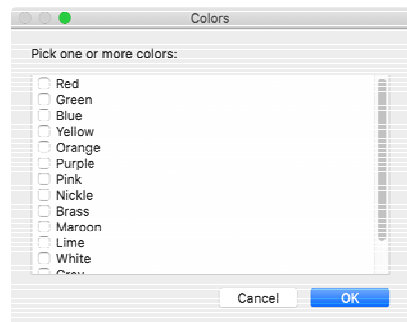 Colors
Pick one or more colors:
Red
Green
Blue
Yellow
Orange
Purple
Pink
Nickle
Brass
Maroon
Lime
White
Cancel
OK